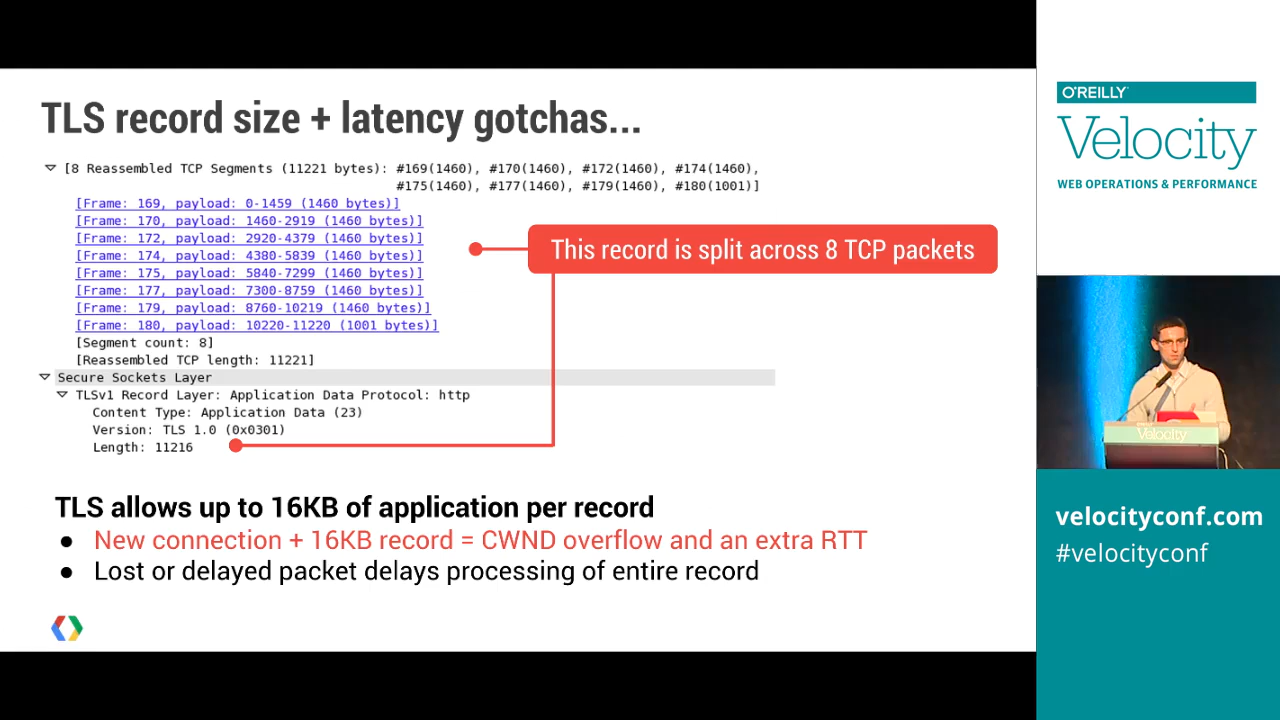 TLS record size + latency gotchas...
[8 Reassembled TCP Segments (11221 bytes): #169(1460), #170(1460), #172(1460), #174(1460),
#175(1460), #177(1460), #179(1460), #180(1001)]
[Frame: 169, payload: 0-1459 (1460 bytes)]
[Frame: 170, payload: 1460-2919 (1460 bytes)]
[Frame: 172, payload: 2920-4379 (1460 bytes)]
[Frame: 174, payload: 4380-5839 (1460 bytes)]
[Frame: 175, payload: 5840-7299 (1460 bytes)]
[Frame: 177, payload: 7300-8759 (1460 bytes)]
[Frame: 179, payload: 8760-10219 (1460 bytes)]
[Frame: 180, payload: 10220-11220 (1001 bytes)]
[Segment count: 8]
[Reassembled TCP length: 11221]
Secure Sockets Layer
TLSv1 Record Layer: Application Data Protocol: http
Content Type: Application Data (23)
Version: TLS 1.0 (0x0301)
Length: 11216
This record is split across 8 TCP packets
TLS allows up to 16KB of application per record
● New connection + 16KB record = CWND overflow and an extra RTT
● Lost or delayed packet delays processing of entire record
O'REILLY
Velocity
WEB OPERATIONS & PERFORMANCE
Velocity
velocityconf.com
#velocityconf